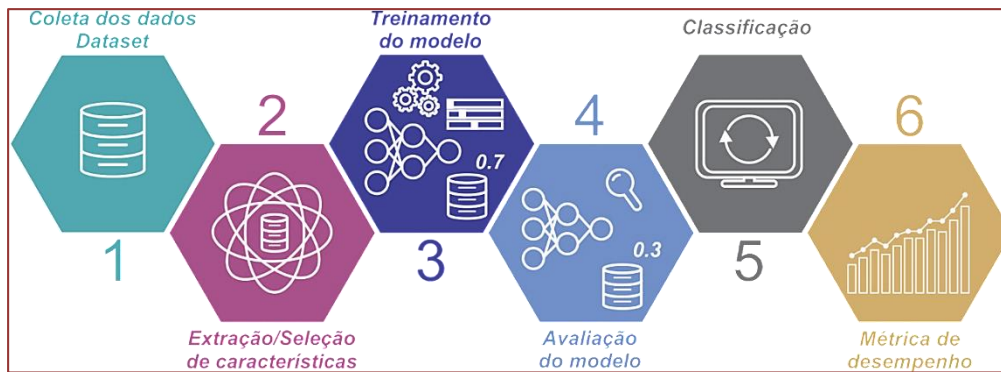 Coleta dos dados
Dataset
1
2
Extração/Seleção
de características
Treinamento
do modelo
0.7
3
4
0.3
Avaliação
do modelo
Classificação
5
6
Métrica de
desempenho